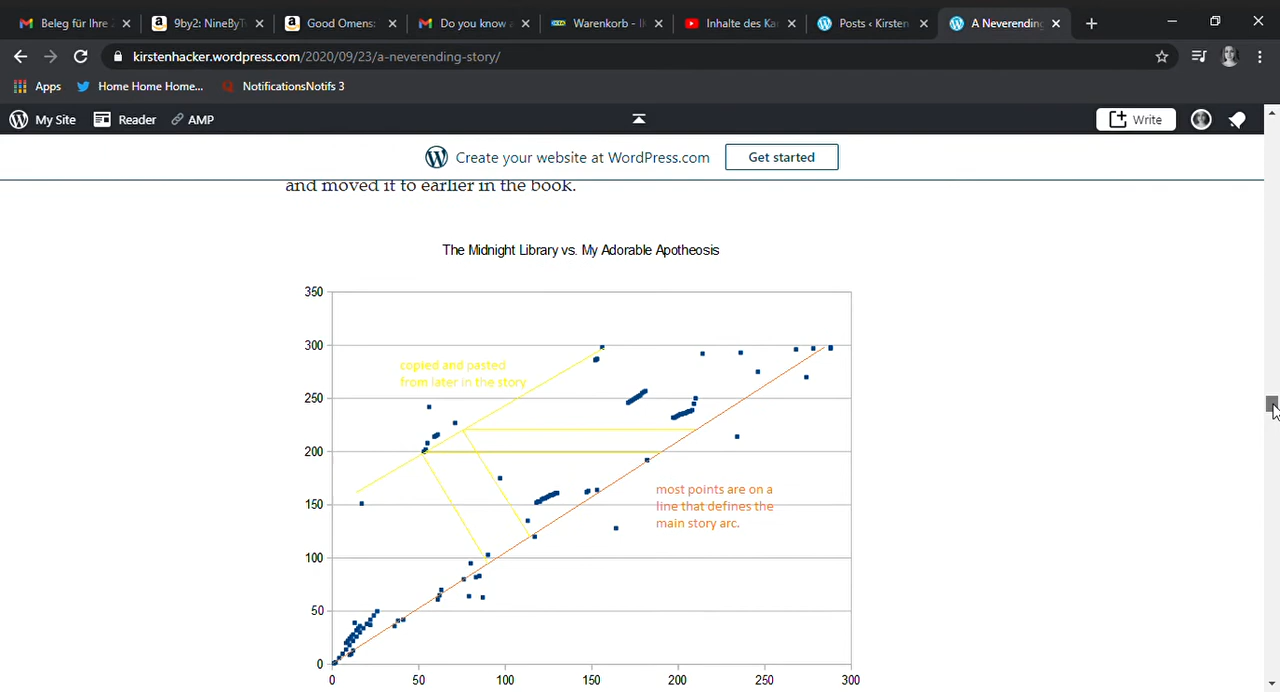 Beleg für Ihre
9by2: NineByT
Good Omens:
Do you know
Warenkorb - I
Inhalte des Ka
Posts ‹ Kirsten
A Neverending
kirstenhacker.wordpress.com/2020/09/23/a-neverending-story/
Apps
Home Home Home...
NotificationsNotifs 3
My Site
Reader
AMP
Write
Create your website at WordPress.com
Get started
and moved it to earlier in the book.
The Midnight Library vs. My Adorable Apotheosis
350
300
copied and pasted
from later in the story
250
200
most points are on a
line that defines the
main story arc.
150
100
50
0
0 50 100 150 200 250 300